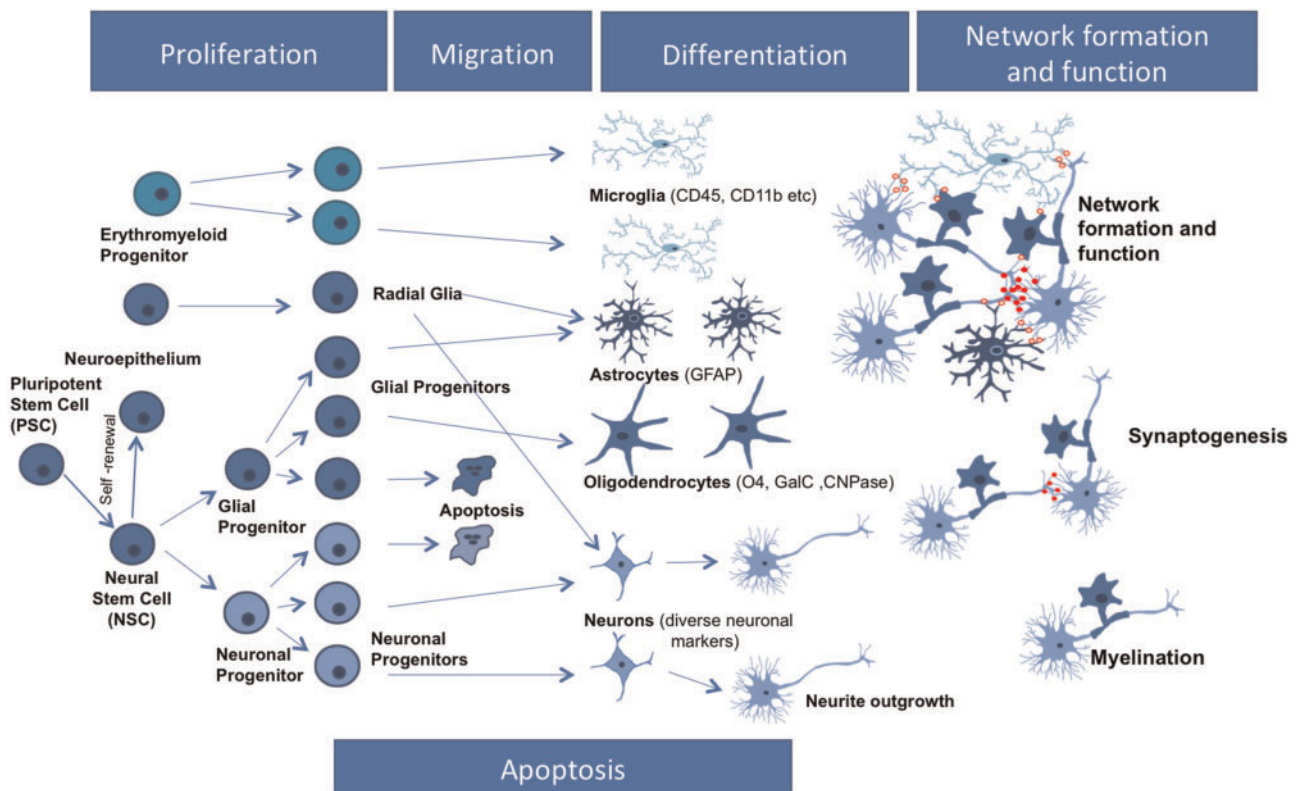 Proliferation
Migration
Differentiation
Network formation
and function
Microglia (CD45, CD11b etc)
Erythromyeloid
Progenitor
Network
formation and
function
Radial Glia
Neuroepithelium
Pluripotent
Stem Cell
(PSC)
Self -renewal
Glial Progenitors
Astrocytes (GFAP)
Synaptogenesis
Oligodendrocytes (O4, GalC ,CNPase)
Glial
Progenitor
Apoptosis
Neural
Stem Cell
(NSC)
Neurons (diverse neuronal
markers)
Neuronal
Progenitor
Neuronal
Progenitors
Myelination
Neurite outgrowth
Apoptosis